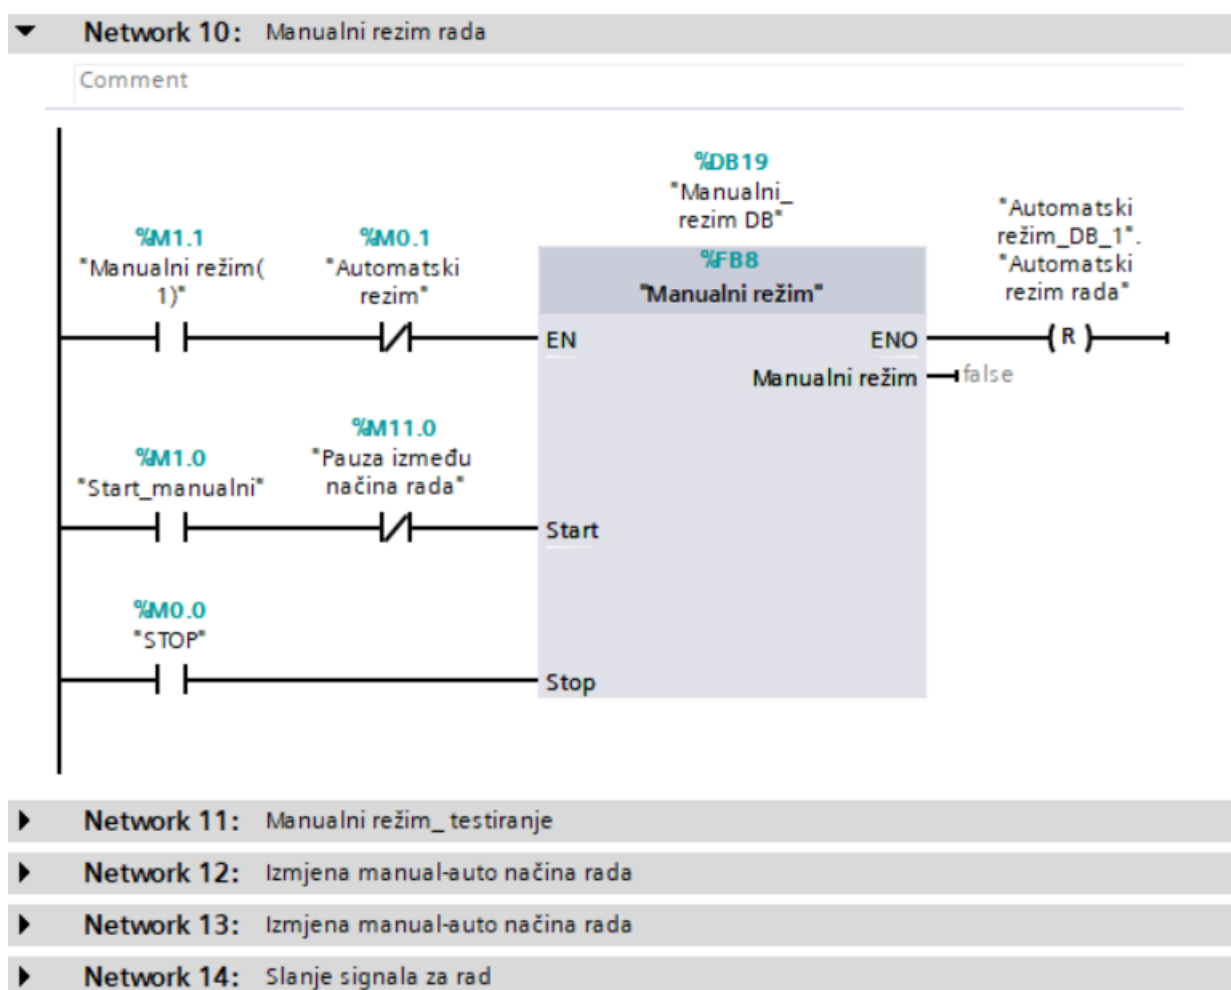 Network 10: Manualni rezim rada
Comment
%DB19
"Manualni_
rezim DB"
"Automatski
režim_DB_1".
"Automatski
rezim rada"
%M1.1
"Manualni režim(
1)"
%M0.1
"Automatski
rezim"
%FB8
"Manualni režim"
EN
ENO
R
Manualni režim
false
%M1.0
"Start_manualni"
%M11.0
"Pauza između
načina rada"
Start
%M0.0
"STOP"
Stop
Network 11: Manualni režim_ testiranje
Network 12: Izmjena manual-auto načina rada
Network 13: Izmjena manual-auto načina rada
Network 14: Slanje signala za rad